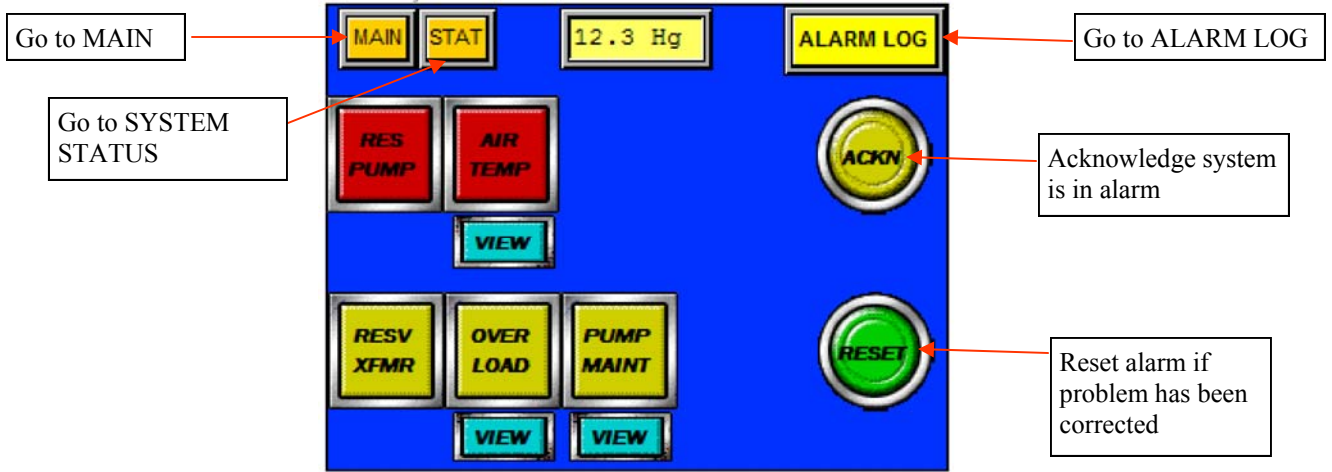 Go to MAIN
MAIN
STAT
12.3 Hg
ALARM LOG
Go to ALARM LOG
Go to SYSTEM
STATUS
RES
PUMP
AIR
TEMP
ACKN
Acknowledge system
is in alarm
VIEW
RESV
XFMR
OVER
LOAD
PUMP
MAINT
RESET
Reset alarm if
problem has been
corrected
VIEW
VIEW